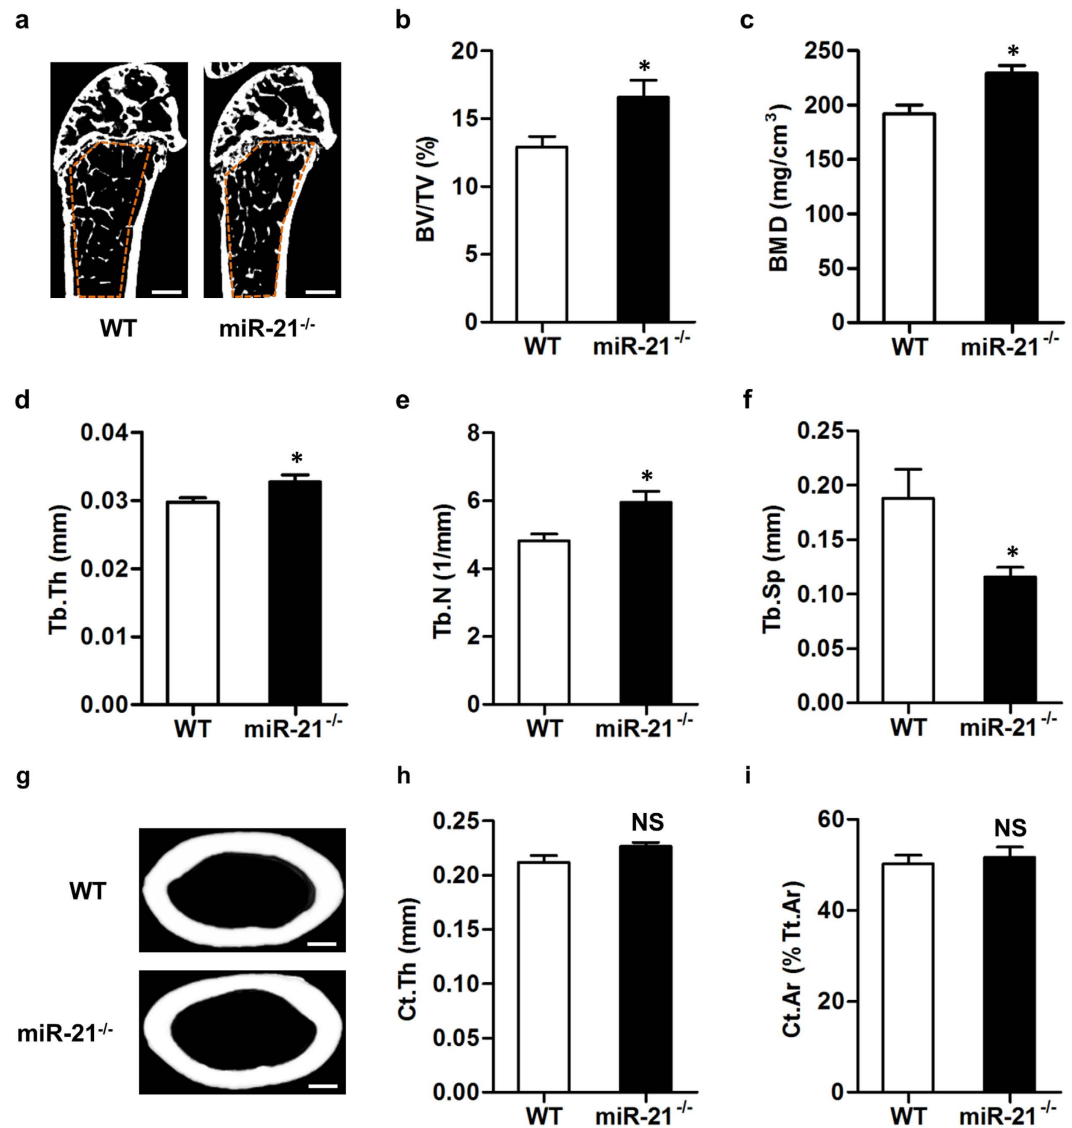 a
WT
miR-21-/-
b
BV/TV (%)
20
15
10
5
0
*
WT
miR-21-/-
c
BMD (mg/cm3)
250
200
150
200
50
0
*
WT
miR-21-/-
d
Tb.Th (mm)
0.04
0.03
0.02
0.01
0.00
*
WT
miR-21-/-
e
Tb.N (1/mm)
8
6
4
2
0
*
WT
miR-21-/-
f
Tb.Sp (mm)
0.25
0.20
0.15
0.10
0.05
0.00
*
WT
miR-21-/-
g
WT
miR-21-/-
h
Ct.Th (mm)
0.25
0.20
0.15
0.10
0.05
0.00
NS
WT
miR-21-/-
i
Ct.Ar (% Tt.Ar)
60
40
20
0
NS
WT
miR-21-/-